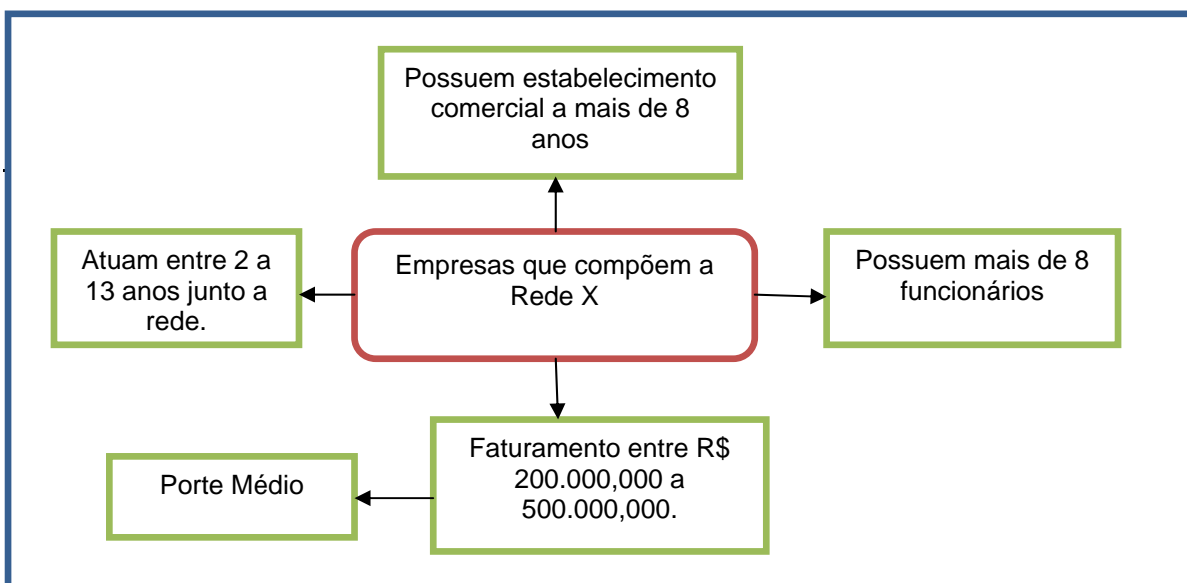 Possuem estabelecimento
comercial a mais de 8
anos
Atuam entre 2 a
13 anos junto a
rede.
Empresas que compõem a
Rede X
Possuem mais de 8
funcionários
Faturamento entre R$
200.000,000 a
500.000,000.
Porte Médio